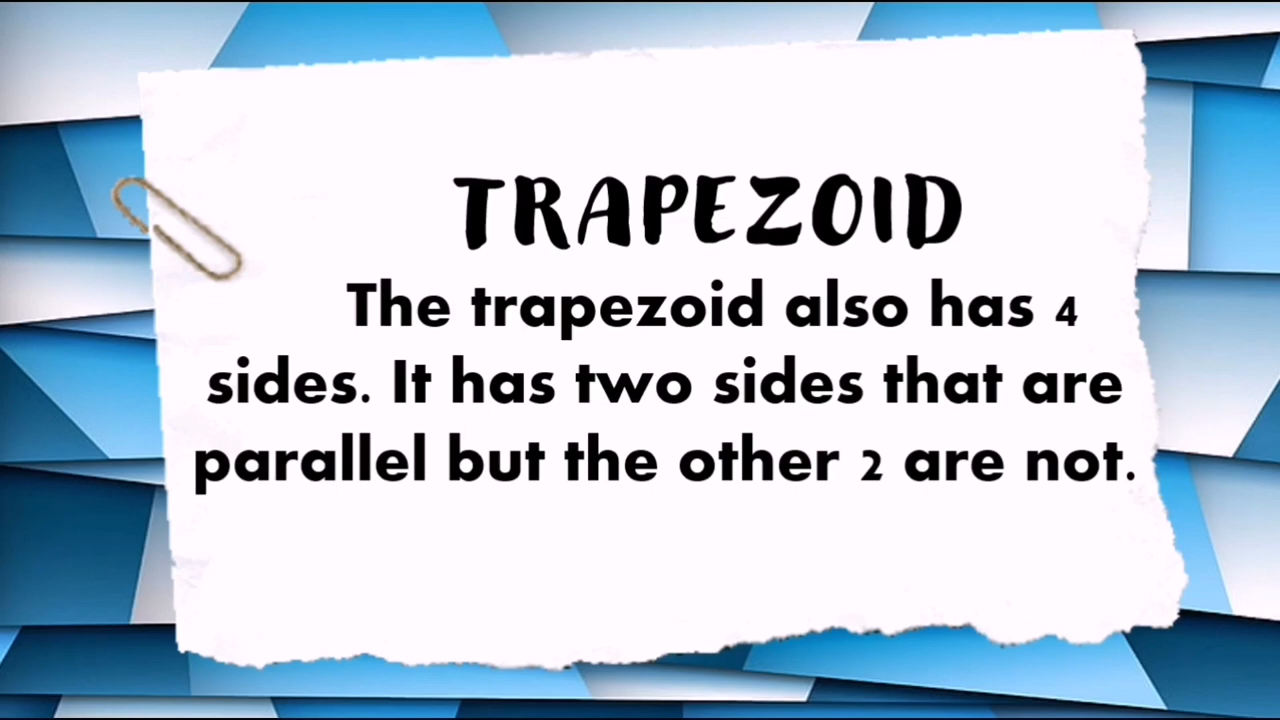 TRAPEZOID
The trapezoid also has 4
sides. It has two sides that are
parallel but the other 2 are not.